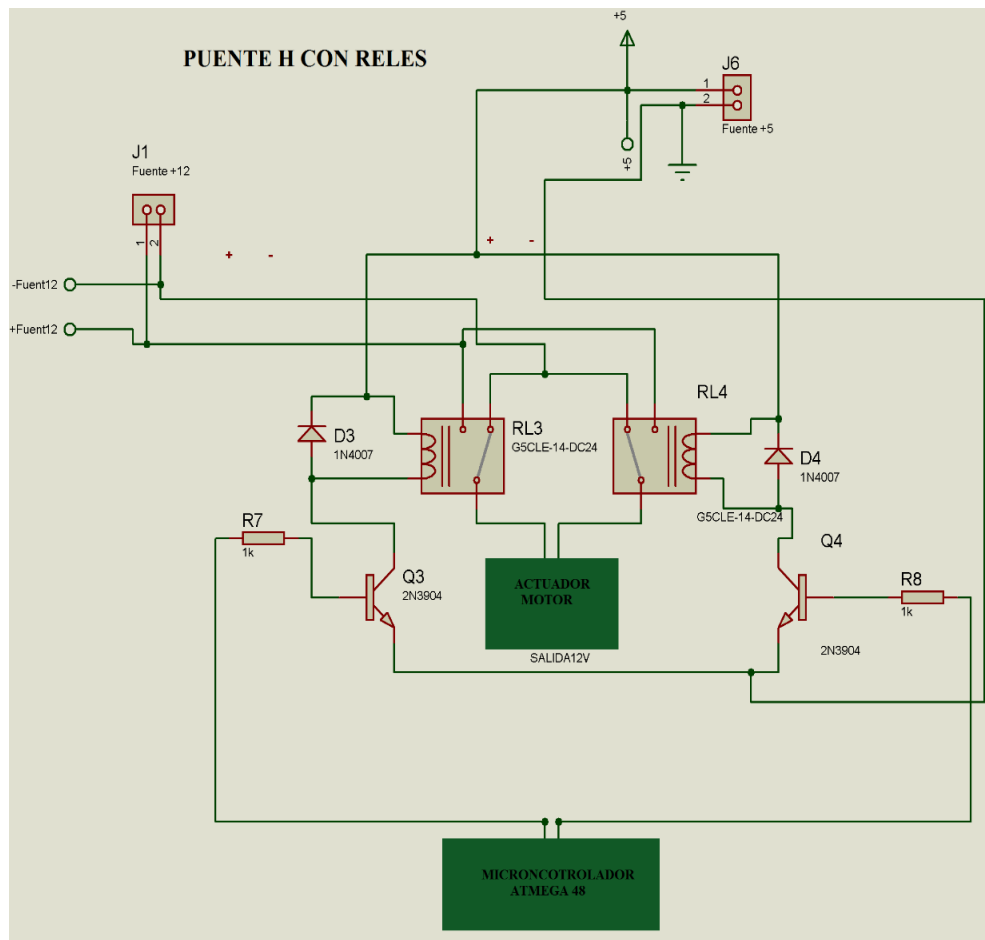 +5
PUENTE H CON RELES
J6
1
2
Fuente +5
+5
J1
Fuente +12
1
2
+ -
+ -
-Fuent12
+Fuent12
RL4
RL3
G5CLE-14-DC24
D3
1N4007
D4
1N4007
G5CLE-14-DC24
R7
1k
Q4
Q3
2N3904
R8
1k
ACTUADOR
MOTOR
SALIDA12V
2N3904
MICRONCOTROLADOR
ATMEGA 48